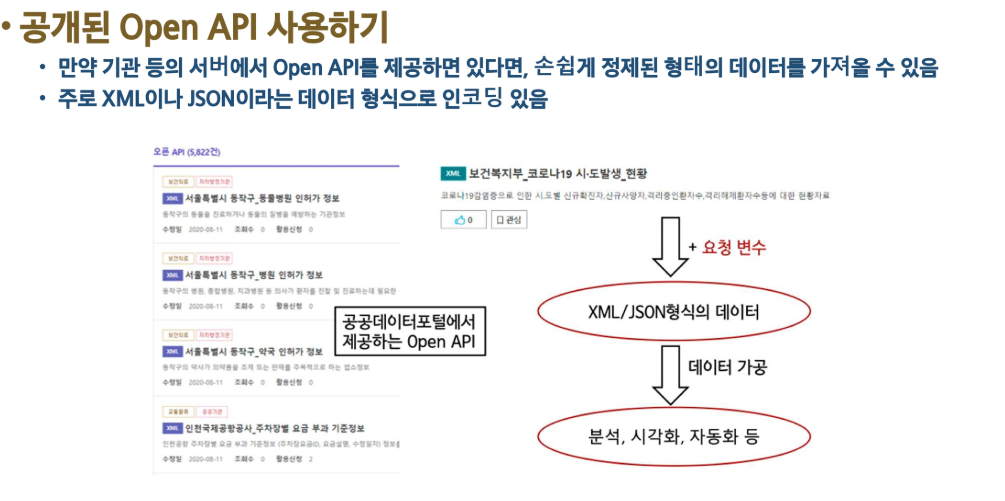 • 공개된 Open API 사용하기
• 만약 기관 등의 서버에서 Open API를 제공하면 있다면, 손쉽게 정제된 형태의 데이터를 가져올 수 있음
• 주로 XML이나 JSON이라는 데이터 형식으로 인코딩 있음
오픈 API (5,822건)
보건의료 자치행정기관
XML 서울특별시 동작구_동물병원 인허가 정보
동작구의 동물을 진료하거나 동물의 질병을 예방하는 기관정보
수정일 2020-08-11 조회수 0 활용신청 0
보건의료 자치행정기관
XML 서울특별시 동작구_병원 인허가 정보
동작구의 병원, 종합병원, 치과병원 등 의사가 환자를 진찰 및 진료하는데 필요한
수정일 2020-08-11 조회수 0 활용신청 0
보건의료 자치행정기관
XML 서울특별시 동작구_약국 인허가 정보
동작구의 약사가 의약품을 조제 또는 판매를 주목적으로 하는 업소정보
수정일 2020-08-11 조회수 0 활용신청 0
교통물류 공공기관
XML 인천국제공항공사_주차장별 요금 부과 기준정보
인천공항 주차장별 요금 부과 기준정보 (주차장요금ID, 요금설명, 수정일자) 정보를
수정일 2020-08-11 조회수 0 활용신청 2
공공데이터포털에서
제공하는 Open API
XML 보건복지부_코로나19 시·도발생_현황
코로나19감염증으로 인한 시.도별 신규확진자,신규사망자,격리중인환자수,격리해제환자수등에 대한 현황자료
0 관심
+ 요청 변수
XML/JSON형식의 데이터
데이터 가공
분석, 시각화, 자동화 등